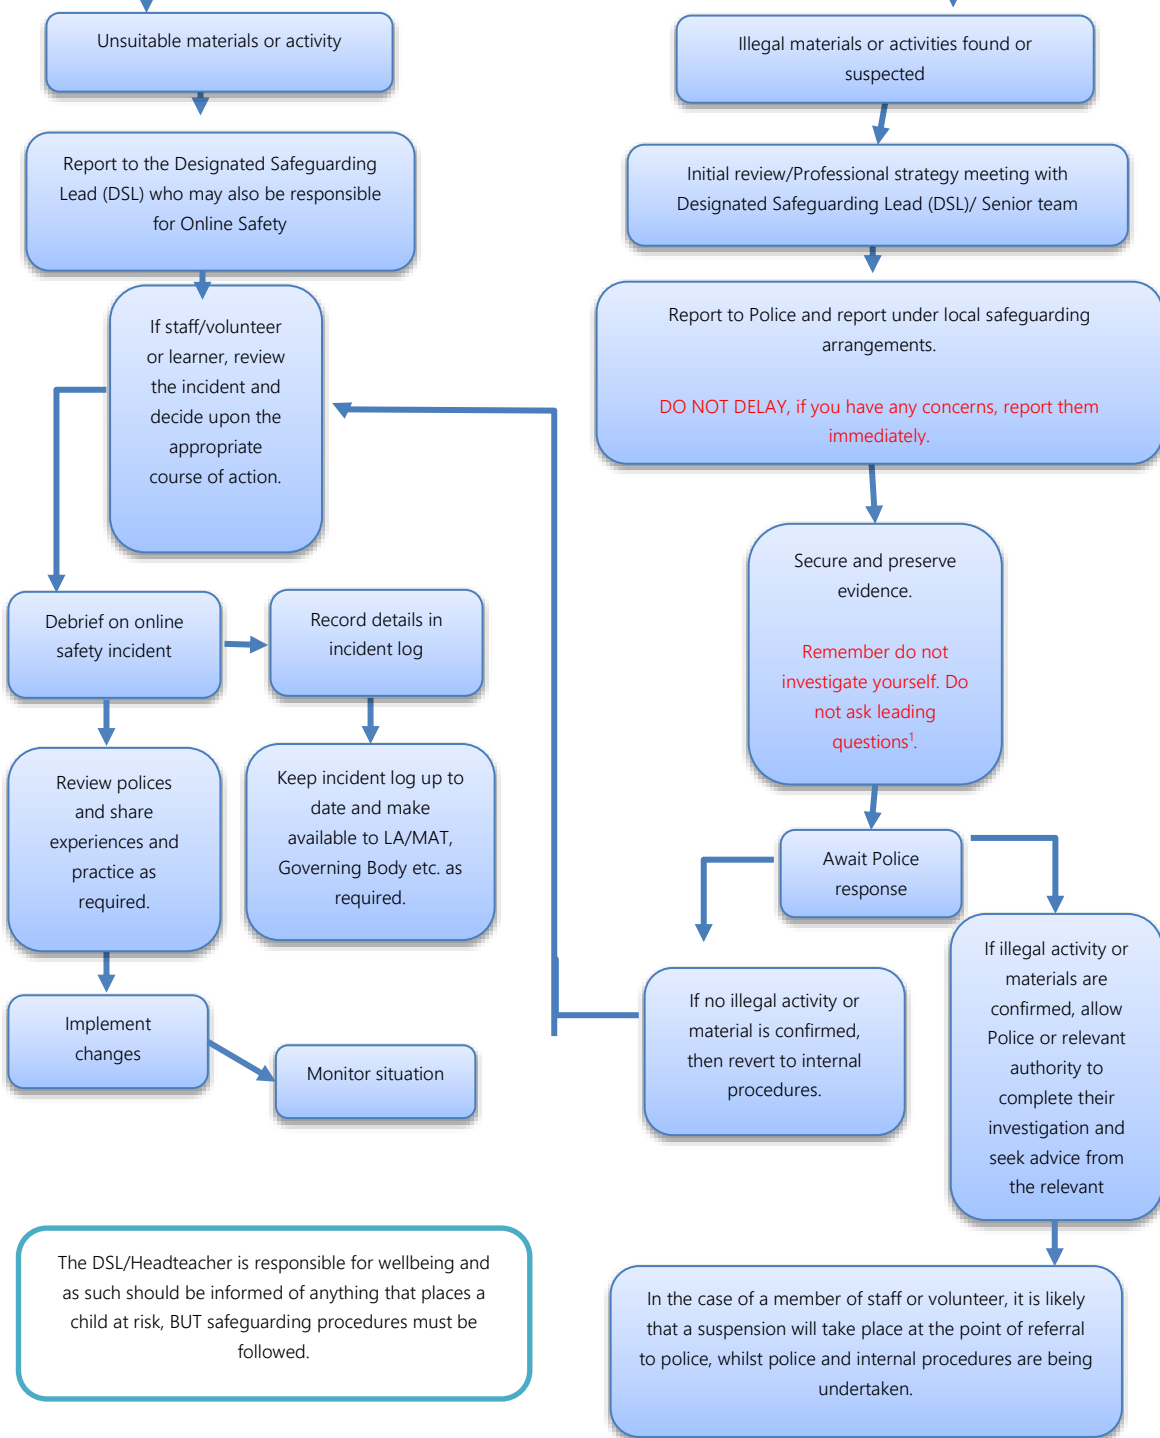 Unsuitable materials or activity
Report to the Designated Safeguarding
Lead (DSL) who may also be responsible
for Online Safety
If staff/volunteer
or learner, review
the incident and
decide upon the
appropriate
course of action.
Debrief on online
safety incident
Record details in
incident log
Review polices
and share
experiences and
practice as
required.
Keep incident log up to
date and make
available to LA/MAT,
Governing Body etc. as
required.
Implement
changes
Monitor situation
The DSL/Headteacher is responsible for wellbeing and
as such should be informed of anything that places a
child at risk, BUT safeguarding procedures must be
followed.
Illegal materials or activities found or
suspected
Initial review/Professional strategy meeting with
Designated Safeguarding Lead (DSL)/ Senior team
Report to Police and report under local safeguarding
arrangements.
DO NOT DELAY, if you have any concerns, report them
immediately.
Secure and preserve
evidence.
Remember do not
investigate yourself. Do
not ask leading
questions¹.
Await Police
response
If no illegal activity or
material is confirmed,
then revert to internal
procedures.
If illegal activity or
materials are
confirmed, allow
Police or relevant
authority to
complete their
investigation and
seek advice from
the relevant
In the case of a member of staff or volunteer, it is likely
that a suspension will take place at the point of referral
to police, whilst police and internal procedures are being
undertaken.